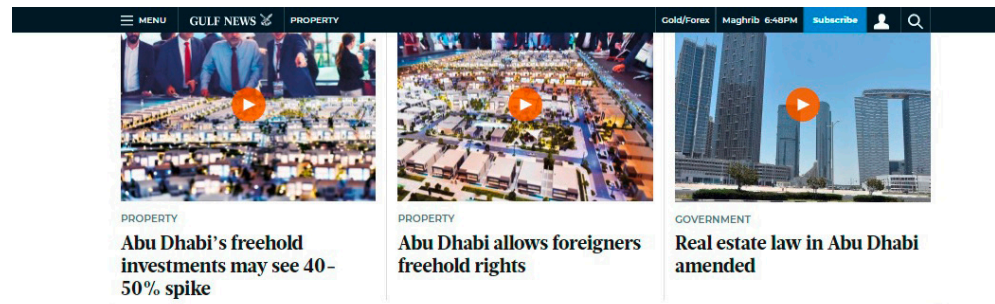 MENU GULF NEWS PROPERTY Gold/Forex Maghrib 6:48PM Subscribe
PROPERTY
Abu Dhabi's freehold
investments may see 40–
50% spike
PROPERTY
Abu Dhabi allows foreigners
freehold rights
GOVERNMENT
Real estate law in Abu Dhabi
amended